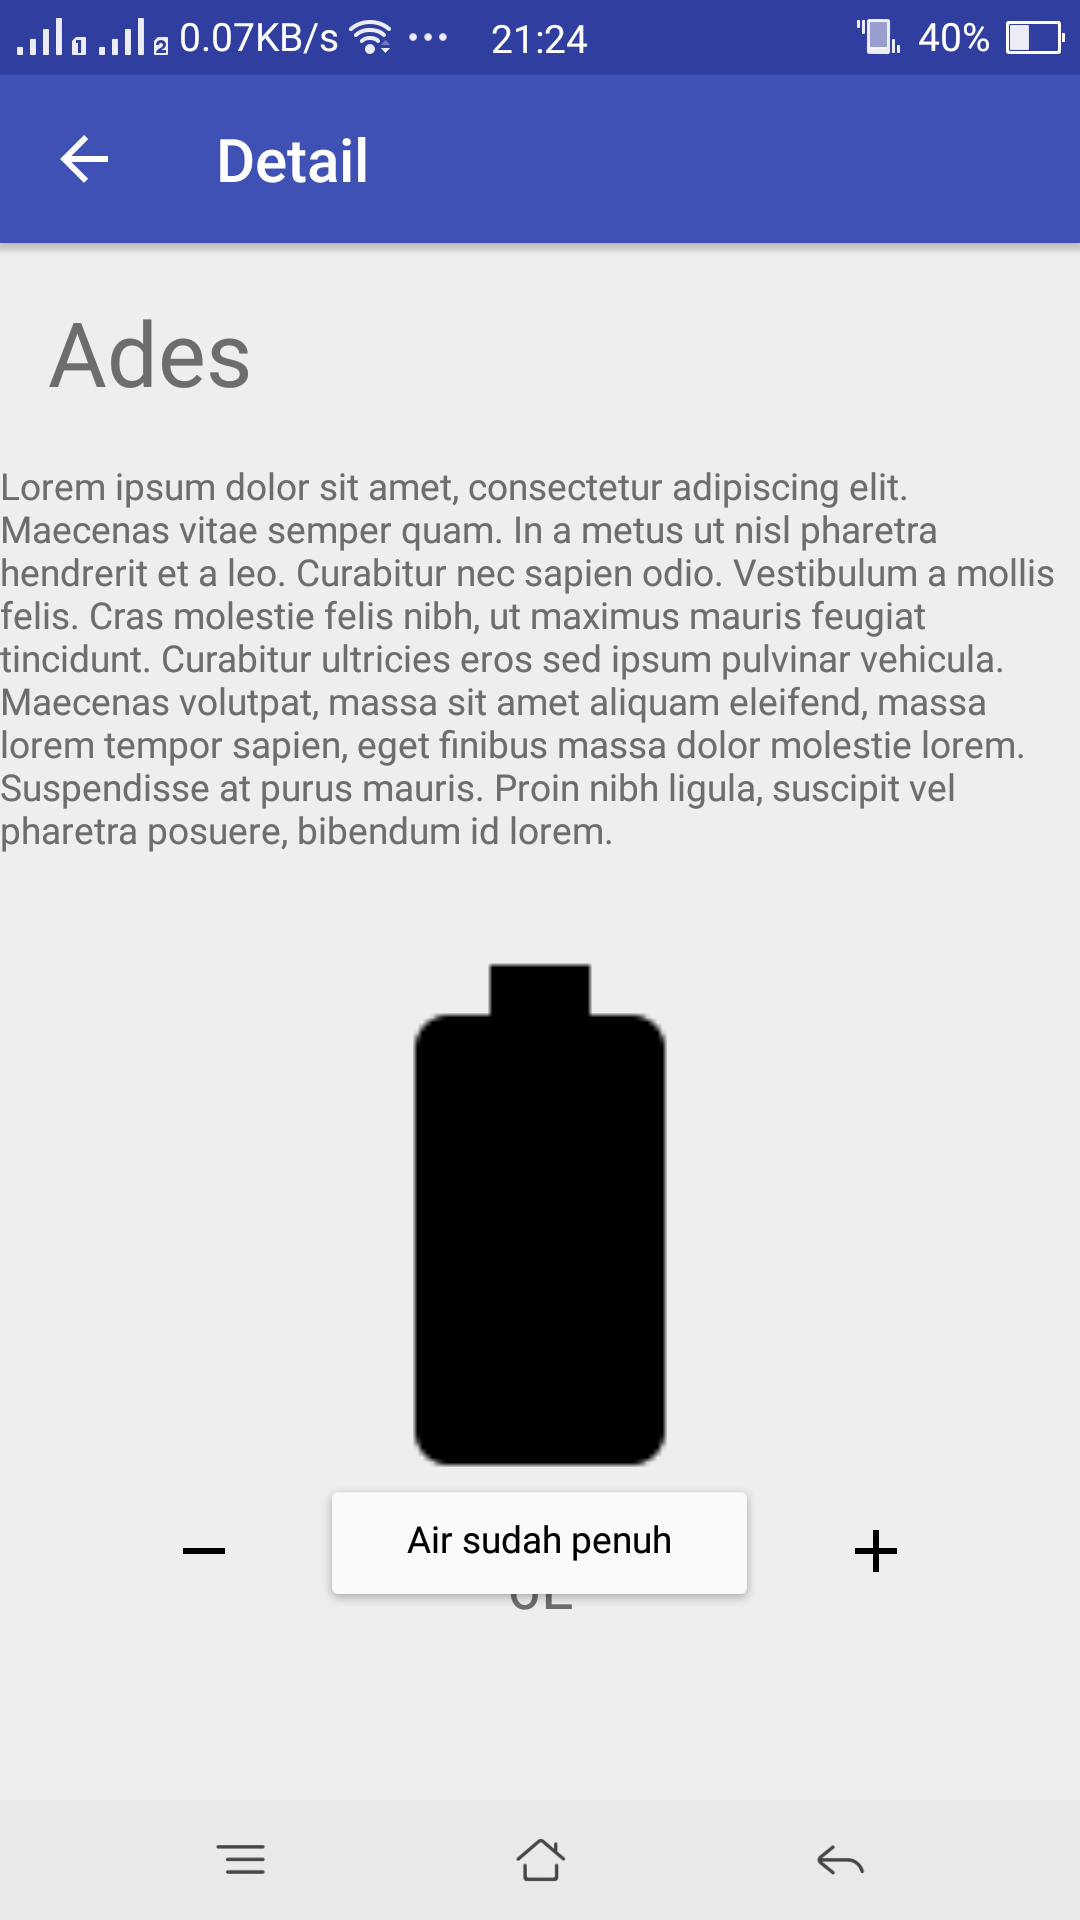 1 2 0.07KB/s ... 21:24 40%
Detail
Ades
Lorem ipsum dolor sit amet, consectetur adipiscing elit.
Maecenas vitae semper quam. In a metus ut nisl pharetra
hendrerit et a leo. Curabitur nec sapien odio. Vestibulum a mollis
felis. Cras molestie felis nibh, ut maximus mauris feugiat
tincidunt. Curabitur ultricies eros sed ipsum pulvinar vehicula.
Maecenas volutpat, massa sit amet aliquam eleifend, massa
lorem tempor sapien, eget finibus massa dolor molestie lorem.
Suspendisse at purus mauris. Proin nibh ligula, suscipit vel
pharetra posuere, bibendum id lorem.
Air sudah penuh